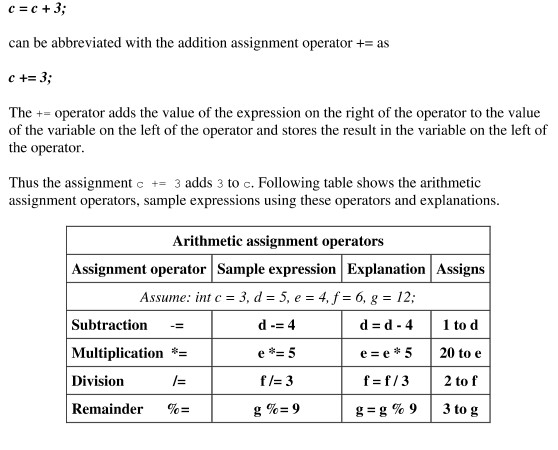 c = c + 3;
can be abbreviated with the addition assignment operator += as
c += 3;
The += operator adds the value of the expression on the right of the operator to the value
of the variable on the left of the operator and stores the result in the variable on the left of
the operator.
Thus the assignment c += 3 adds 3 to c. Following table shows the arithmetic
assignment operators, sample expressions using these operators and explanations.
Arithmetic assignment operators
Assignment operator Sample expression Explanation Assigns
Assume: int c = 3, d = 5, e = 4, f = 6, g = 12;
Subtraction -= d -= 4 d = d - 4 1 to d
Multiplication *= e *= 5 e = e * 5 20 to e
Division /= f /= 3 f = f / 3 2 to f
Remainder %= g %= 9 g = g % 9 3 to g